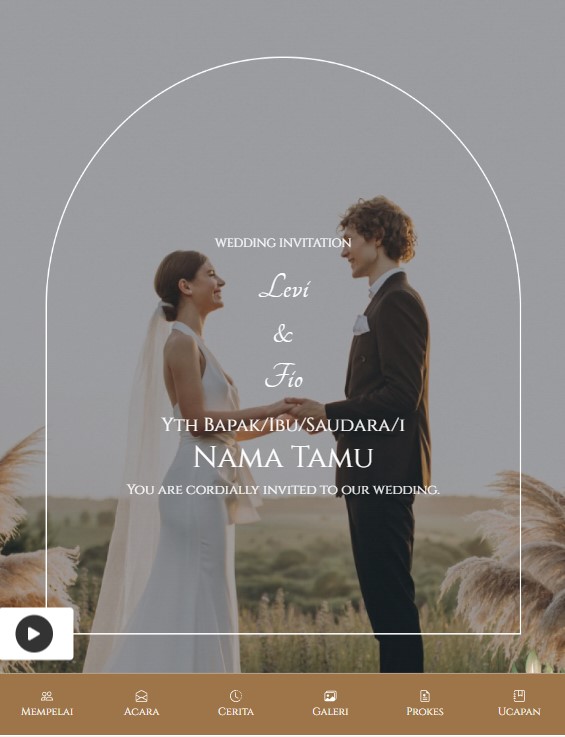 WEDDING INVITATION
Levi
&
Fio
Yth Bapak/Ibu/Saudara/i
Nama Tamu
You are cordially invited to our wedding.
Mempelai
Acara
Cerita
Galeri
Prokes
Ucapan